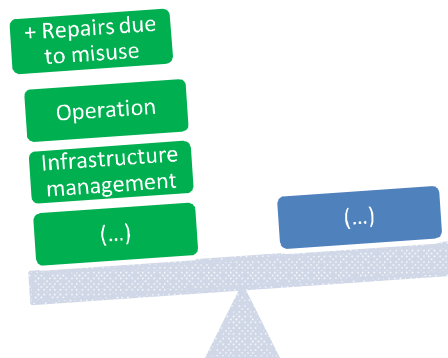 + Repairs due
to misuse
Operation
Infrastructure
management
(...)
(...)